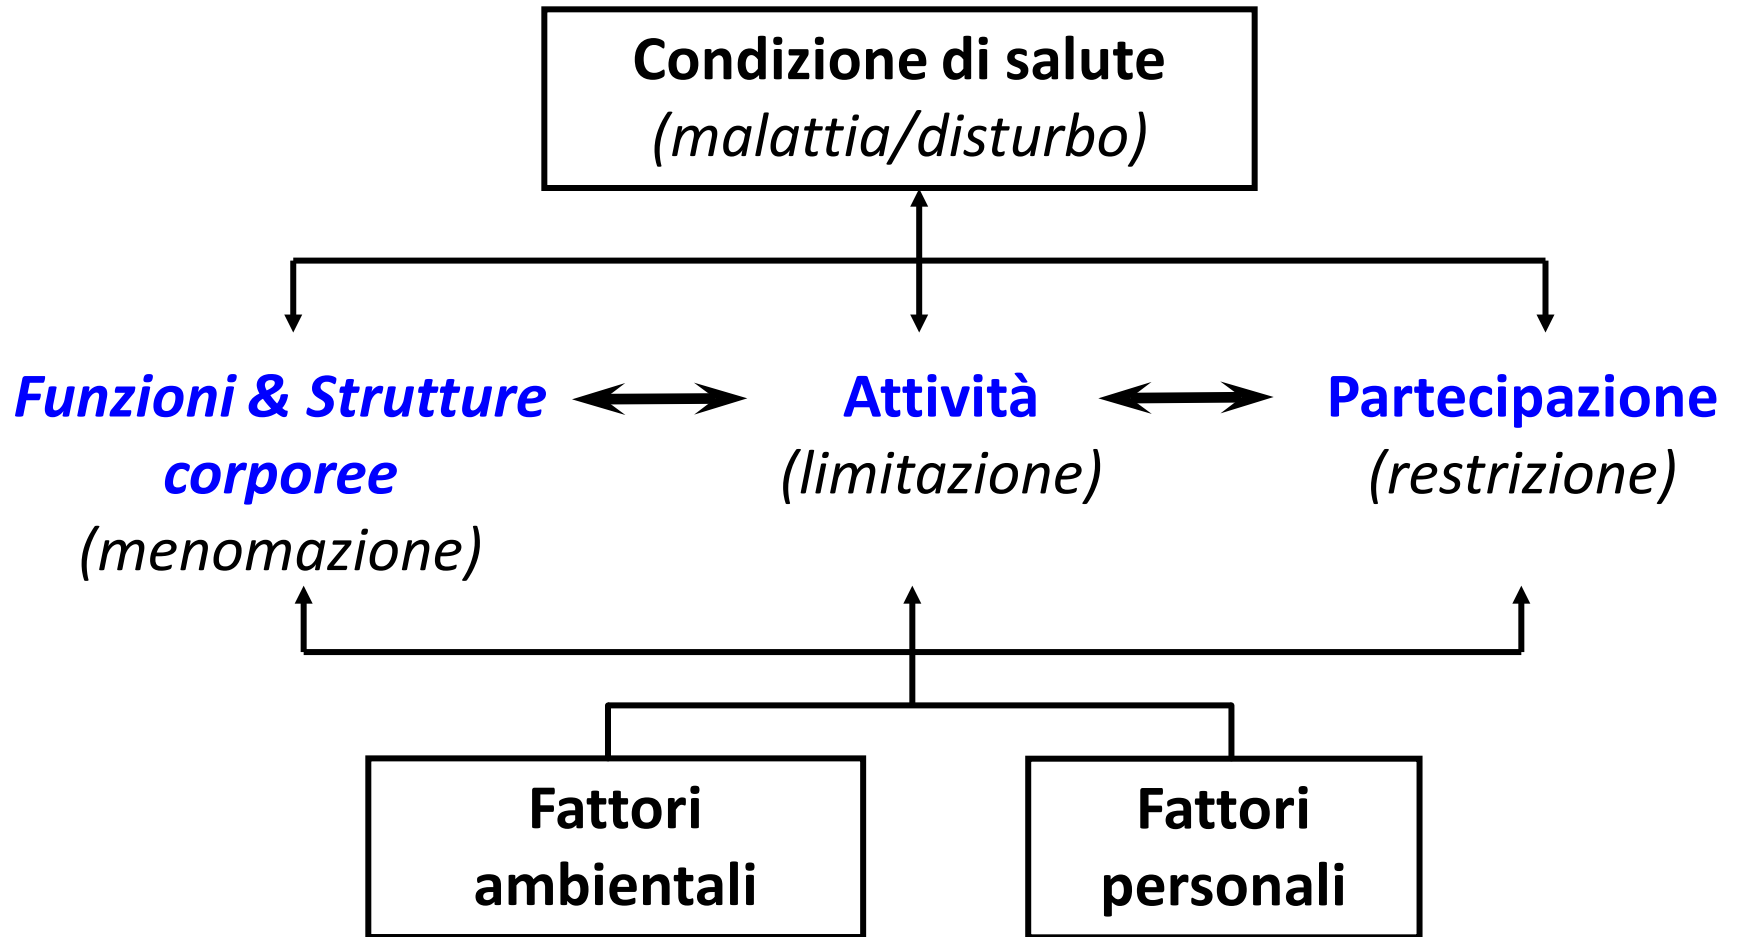 Condizione di salute
(malattia/disturbo)
Funzioni & Strutture
corporee
(menomazione)
Attività
(limitazione)
Partecipazione
(restrizione)
Fattori
ambientali
Fattori
personali